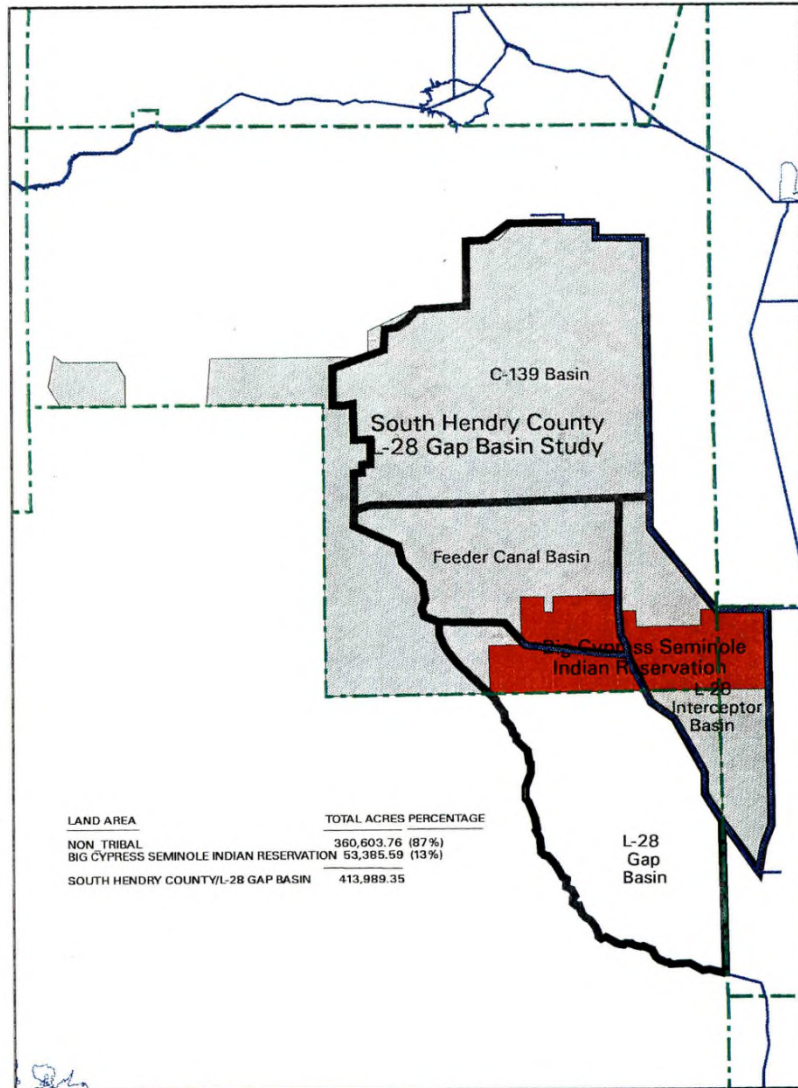 C-139 Basin
South Hendry County
L-28 Gap Basin Study
Feeder Canal Basin
Big Cypress Seminole
Indian Reservation
L-28
Interceptor
Basin
LAND AREA TOTAL ACRES PERCENTAGE
NON_TRIBAL 360,603.76 (87%)
BIG CYPRESS SEMINOLE INDIAN RESERVATION 53,385.59 (13%)
SOUTH HENDRY COUNTY/L-28 GAP BASIN 413,989.35
L-28
Gap
Basin